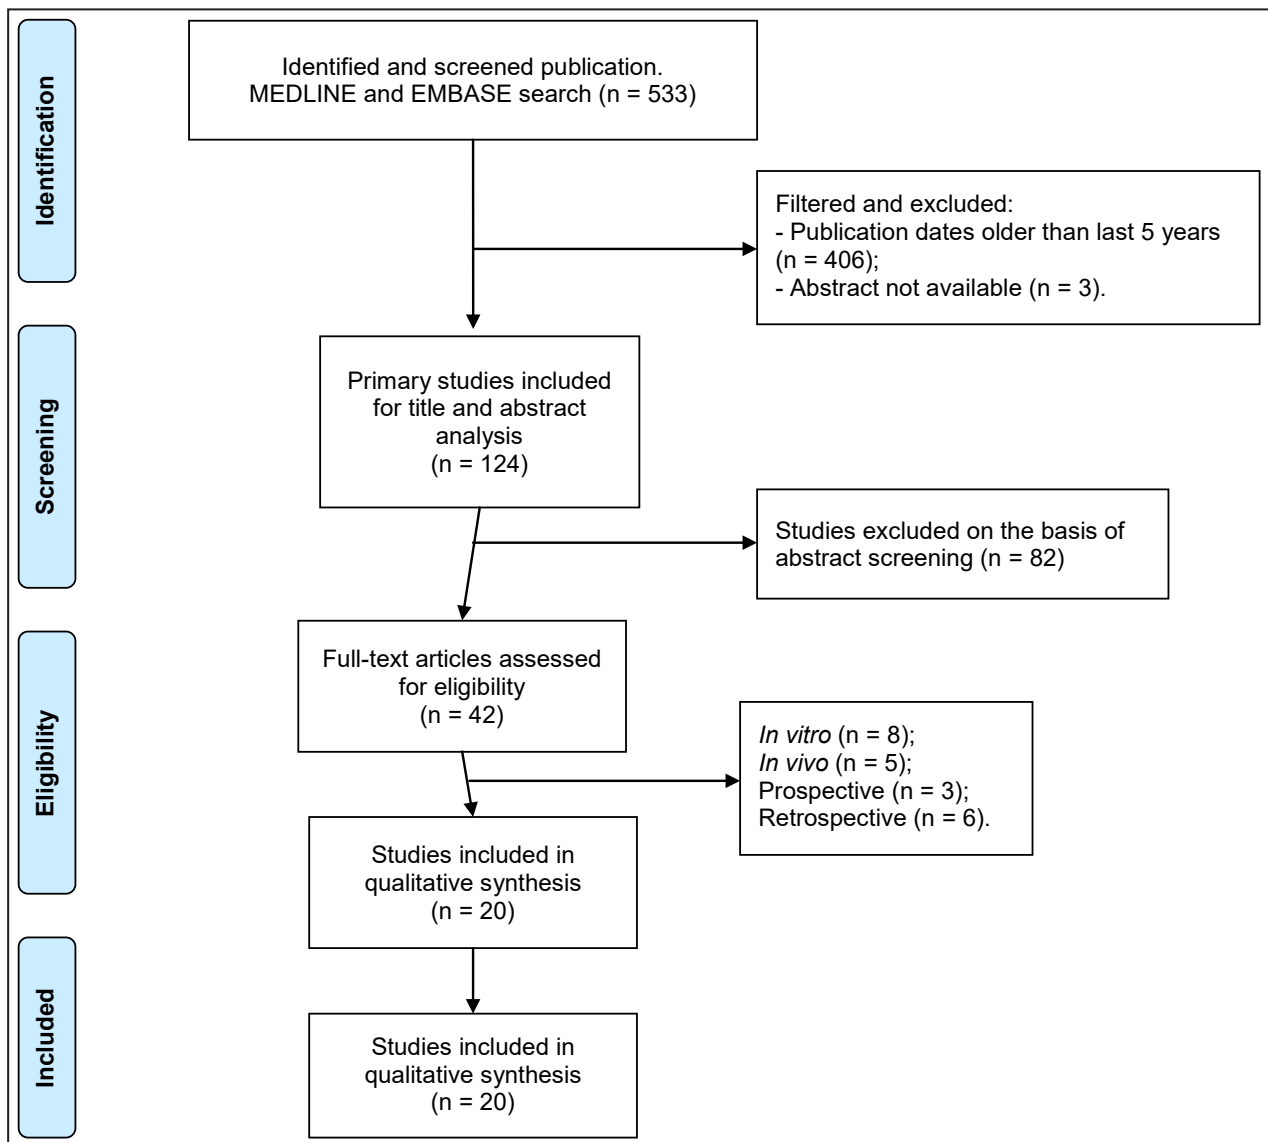 Identification
Identified and screened publication.
MEDLINE and EMBASE search (n = 533)
Filtered and excluded:
- Publication dates older than last 5 years
(n = 406);
- Abstract not available (n = 3).
Screening
Primary studies included
for title and abstract
analysis
(n = 124)
Studies excluded on the basis of
abstract screening (n = 82)
Eligibility
Full-text articles assessed
for eligibility
(n = 42)
In vitro (n = 8);
In vivo (n = 5);
Prospective (n = 3);
Retrospective (n = 6).
Studies included in
qualitative synthesis
(n = 20)
Included
Studies included in
qualitative synthesis
(n = 20)